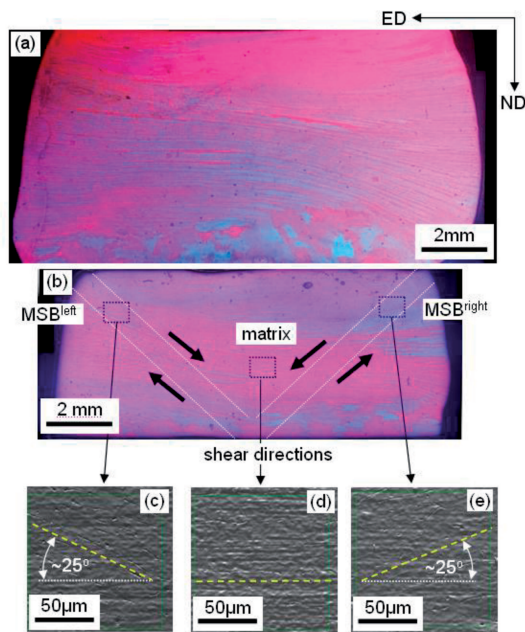 ED
(a)
ND
2mm
(b)
MSB^left
matrix
MSB^right
2 mm
shear directions
(c)
(d)
(e)
~25°
~25°
50µm
50µm
50µm